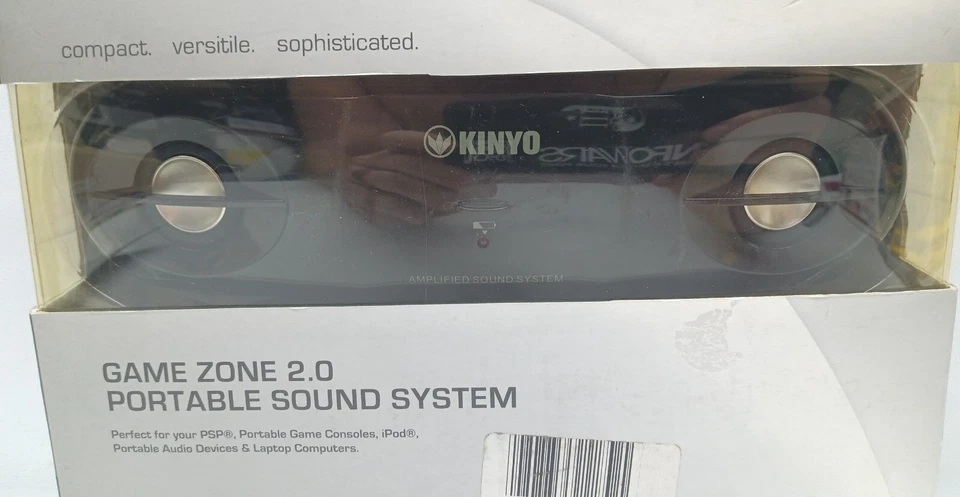 compact. versitile. sophisticated.
KINYO
AMPLIFIED SOUND SYSTEM
GAME ZONE 2.0
PORTABLE SOUND SYSTEM
Perfect for your PSP®, Portable Game Consoles, iPod®,
Portable Audio Devices & Laptop Computers.